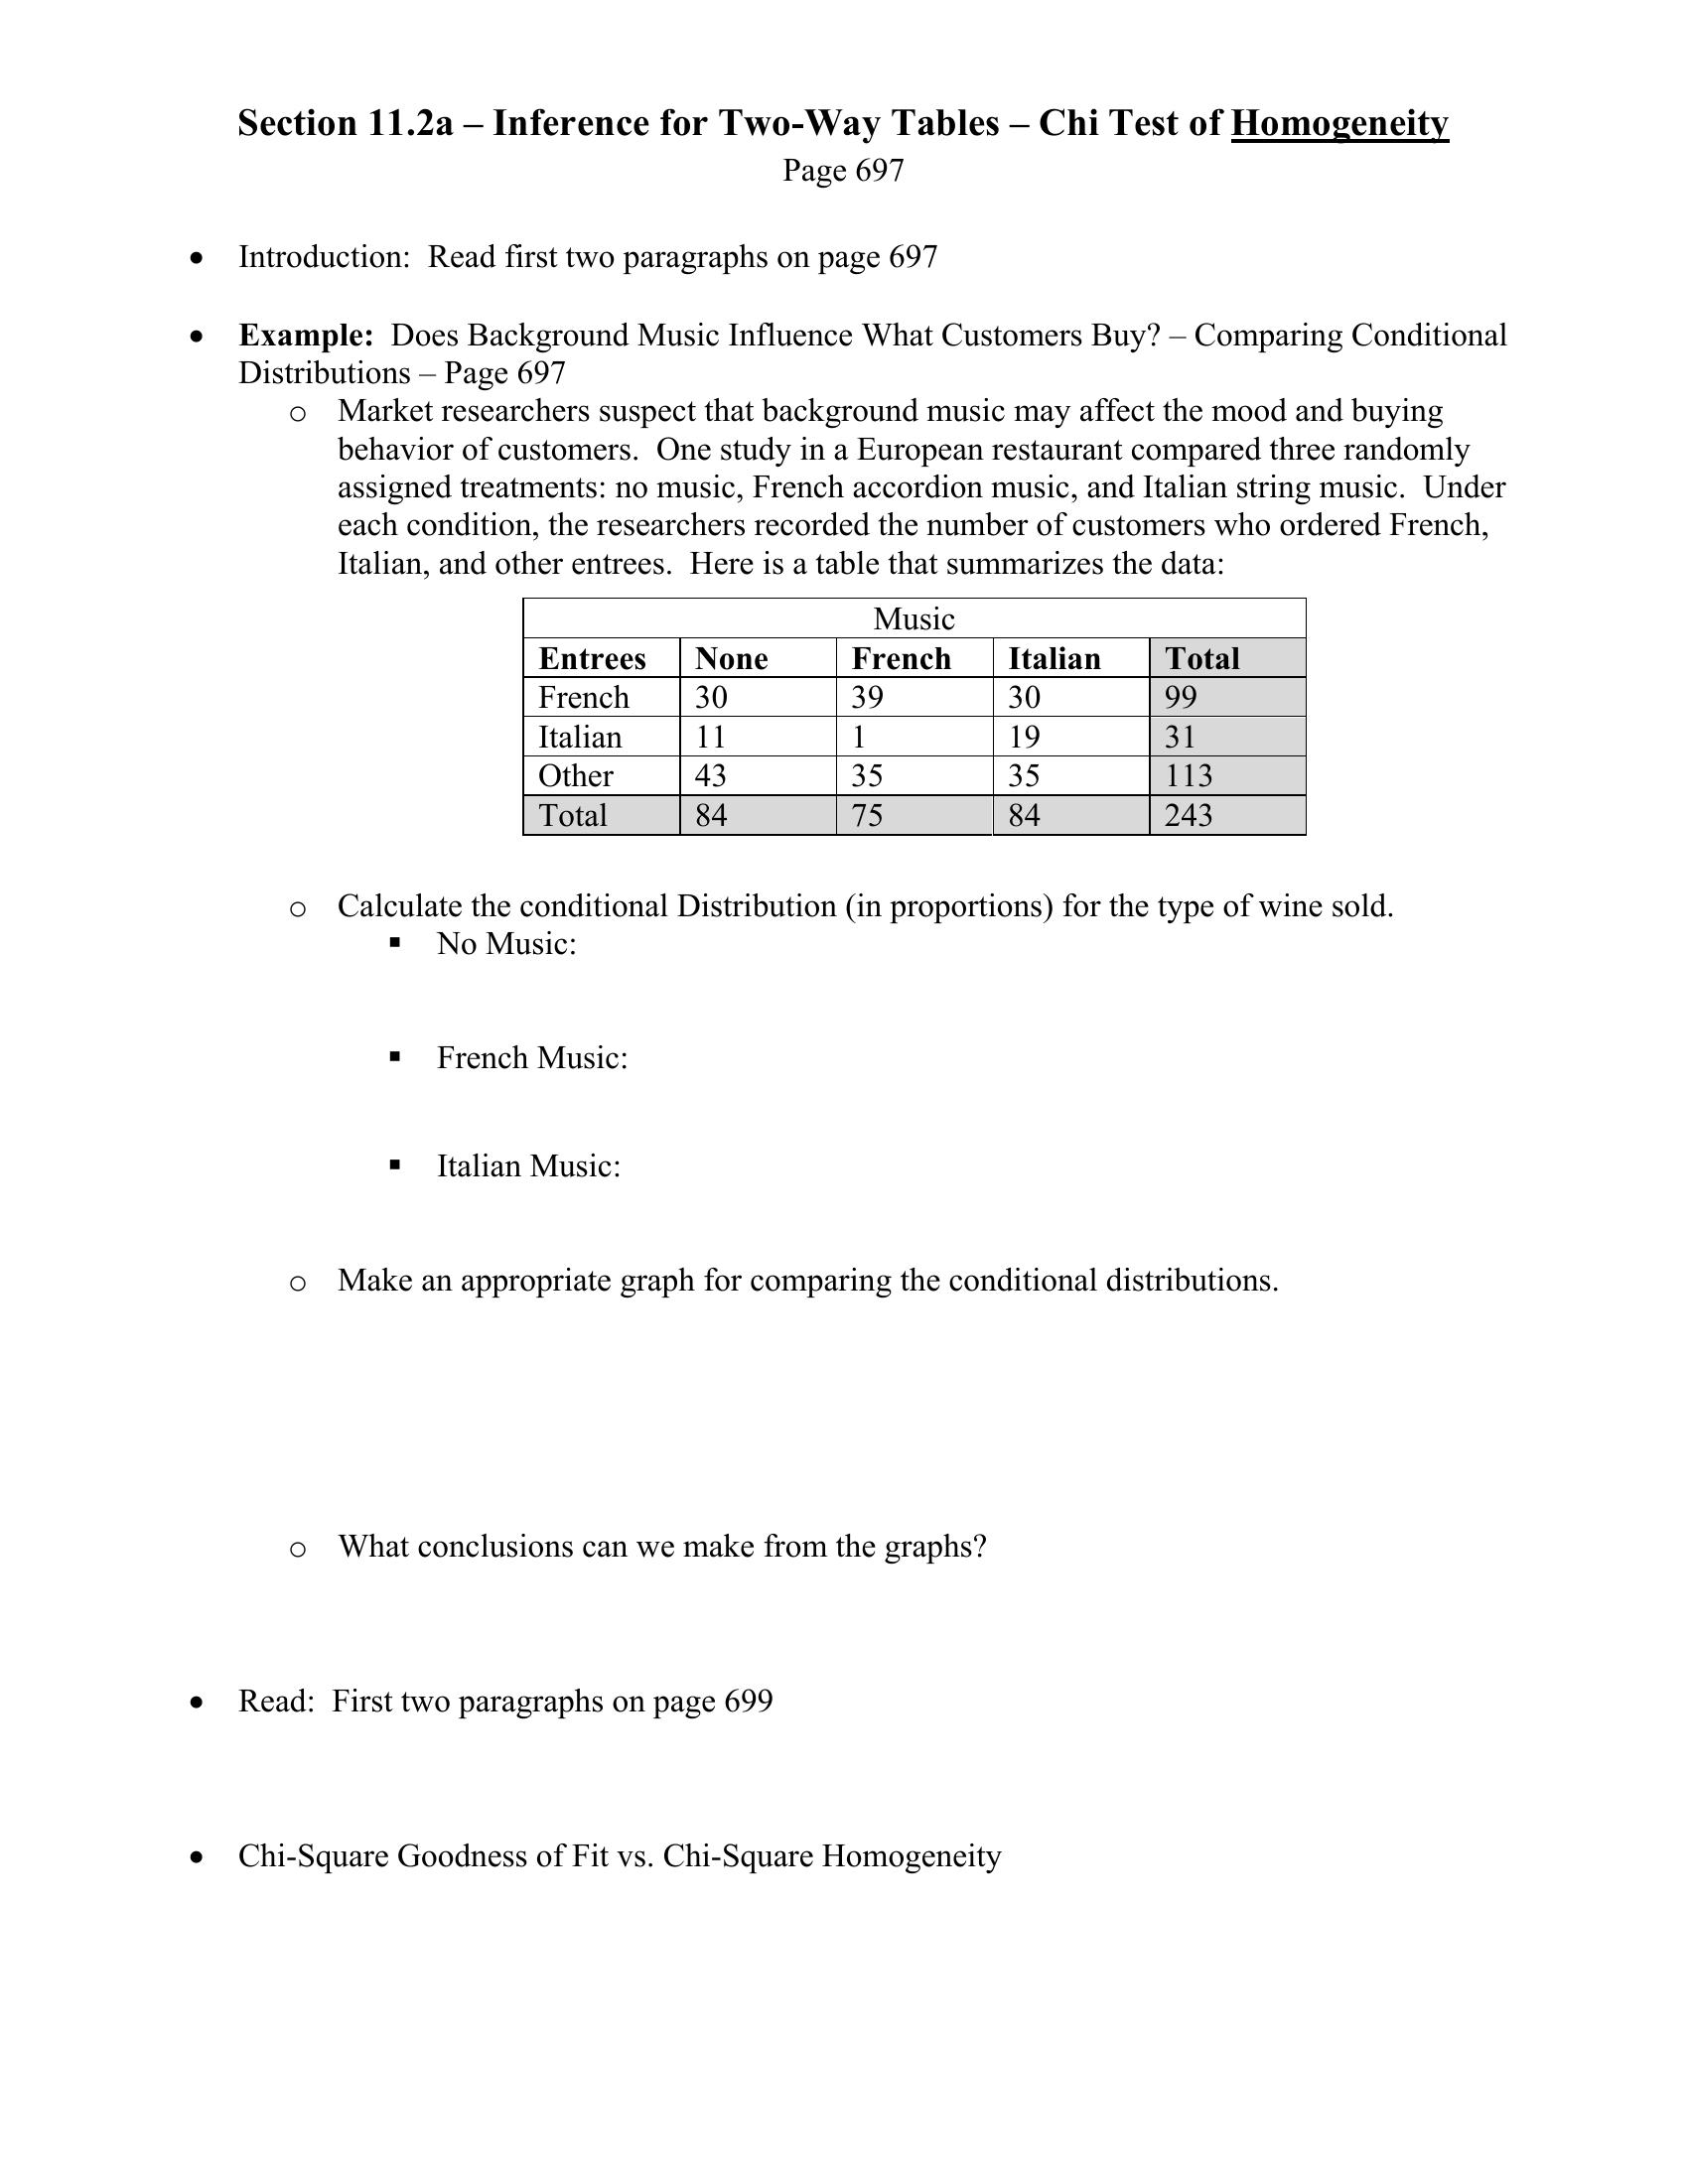 Section 11.2a – Inference for Two-Way Tables – Chi Test of Homogeneity
Page 697
• Introduction:  Read first two paragraphs on page 697
• Example:  Does Background Music Influence What Customers Buy? – Comparing Conditional
Distributions – Page 697
o Market researchers suspect that background music may affect the mood and buying
behavior of customers.  One study in a European restaurant compared three randomly
assigned treatments: no music, French accordion music, and Italian string music.  Under
each condition, the researchers recorded the number of customers who ordered French,
Italian, and other entrees.  Here is a table that summarizes the data:
Music
Entrees None French Italian Total
French 30 39 30 99
Italian 11 1 19 31
Other 43 35 35 113
Total 84 75 84 243
o Calculate the conditional Distribution (in proportions) for the type of wine sold.
▪ No Music:
▪ French Music:
▪ Italian Music:
o Make an appropriate graph for comparing the conditional distributions.
o What conclusions can we make from the graphs?
• Read:  First two paragraphs on page 699
• Chi-Square Goodness of Fit vs. Chi-Square Homogeneity